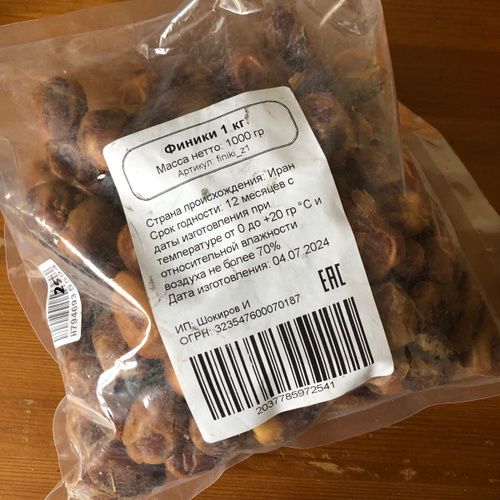 Финики 1 кг
Масса нетто: 1000 гр
Артикул: finiki_z1
Страна происхождения: Иран
Срок годности: 12 месяцев с
даты изготовления при
температуре от 0 до +20 гр °С и
относительной влажности
воздуха не более 70%
Дата изготовления: 04.07.2024
EAC
ИП. Шокиров И
ОГРН: 323547600070187
2037785972541